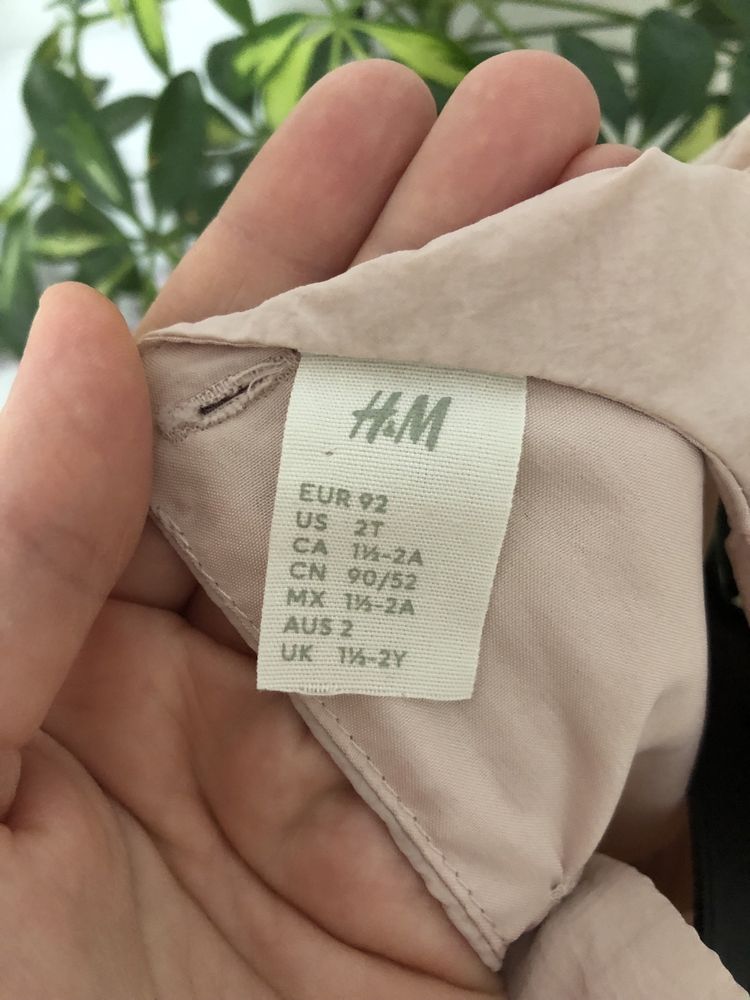 H&M
EUR 92
US 2T
CA 1½-2A
CN 90/52
MX 1½-2A
AUS 2
UK 1½-2Y